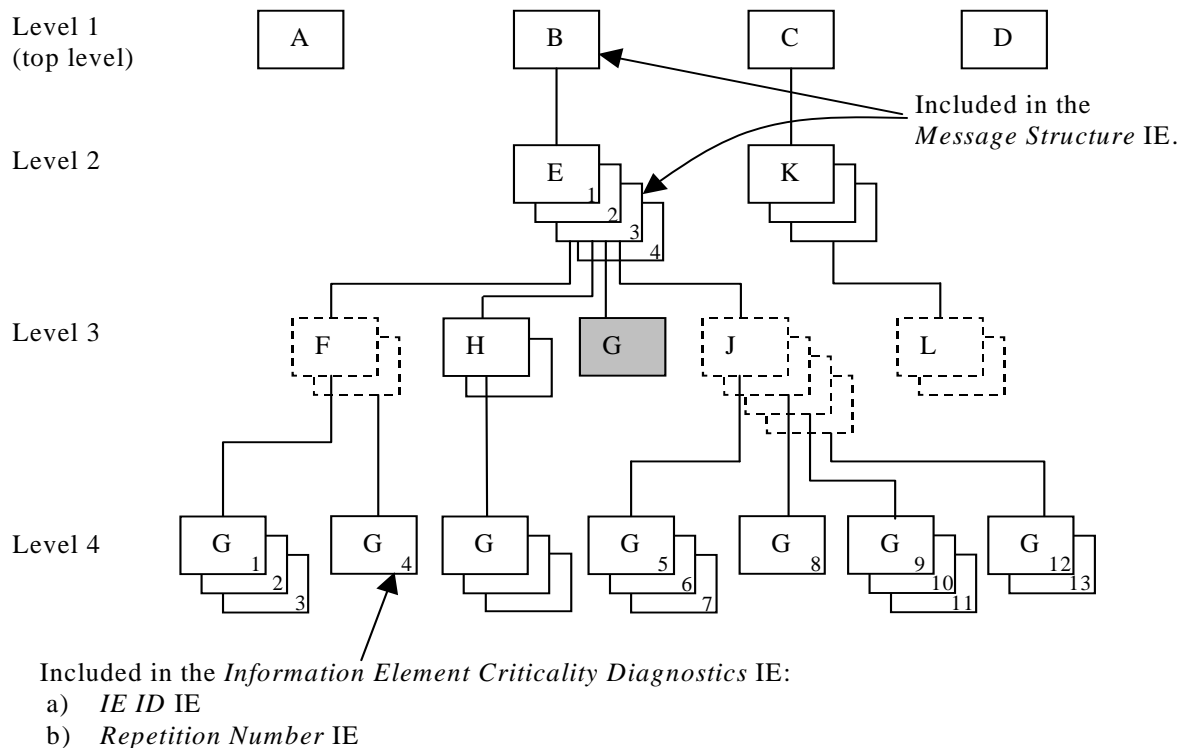 Level 1
(top level)
A
B
C
D
Included in the
Message Structure IE.
Level 2
E
1
2
3
4
K
Level 3
F
H
G
J
L
Level 4
G
1
2
3
G
4
G
G
5
6
7
G
8
G
9
10
11
G
12
13
Included in the Information Element Criticality Diagnostics IE:
a) IE ID IE
b) Repetition Number IE